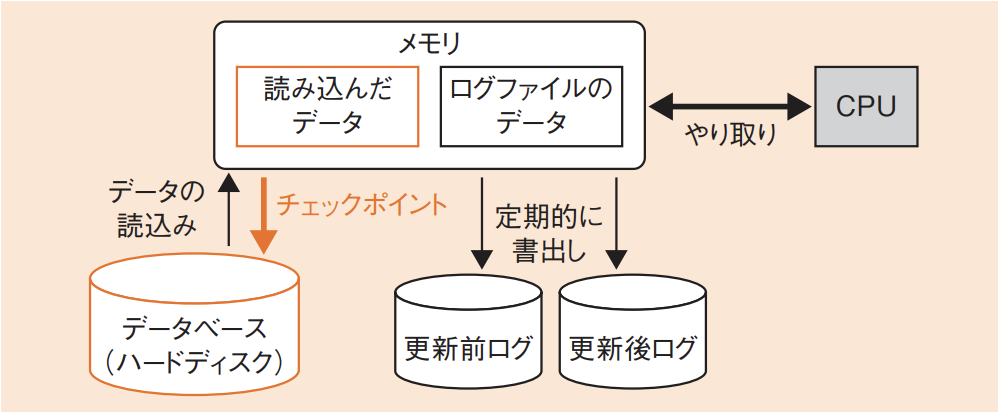 メモリ
読み込んだ
データ
ログファイルの
データ
CPU
やり取り
データの
読込み
チェックポイント
定期的に
書出し
データベース
（ハードディスク）
更新前ログ
更新後ログ